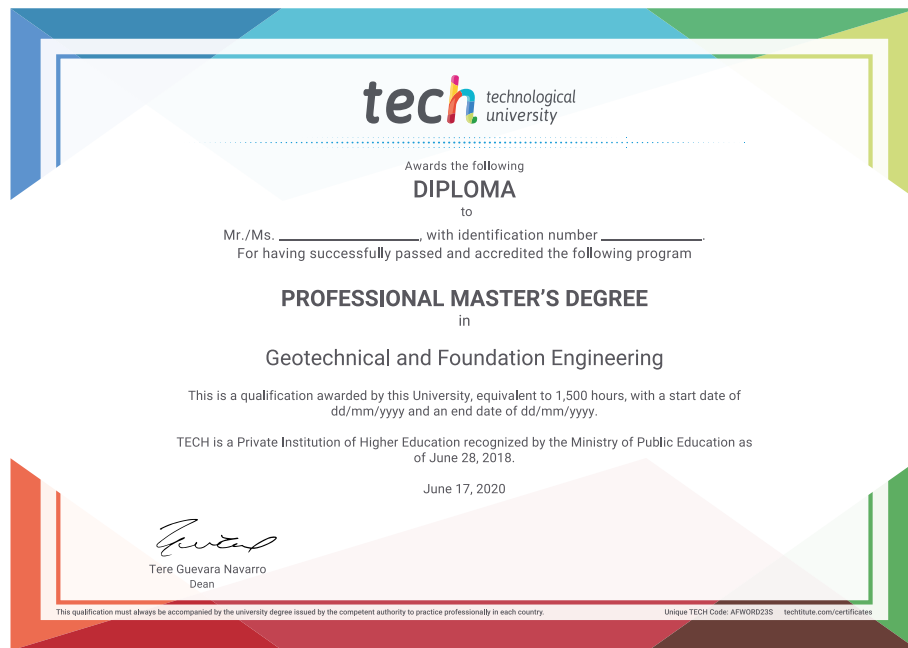 tech technological
university
Awards the following
DIPLOMA
to
Mr./Ms. ____________________, with identification number ______________.
For having successfully passed and accredited the following program
PROFESSIONAL MASTER'S DEGREE
in
Geotechnical and Foundation Engineering
This is a qualification awarded by this University, equivalent to 1,500 hours, with a start date of
dd/mm/yyyy and an end date of dd/mm/yyyy.
TECH is a Private Institution of Higher Education recognized by the Ministry of Public Education as
of June 28, 2018.
June 17, 2020
Tere Guevara Navarro
Dean
This qualification must always be accompanied by the university degree issued by the competent authority to practice professionally in each country. Unique TECH Code: AFWORD23S techtitute.com/certificates